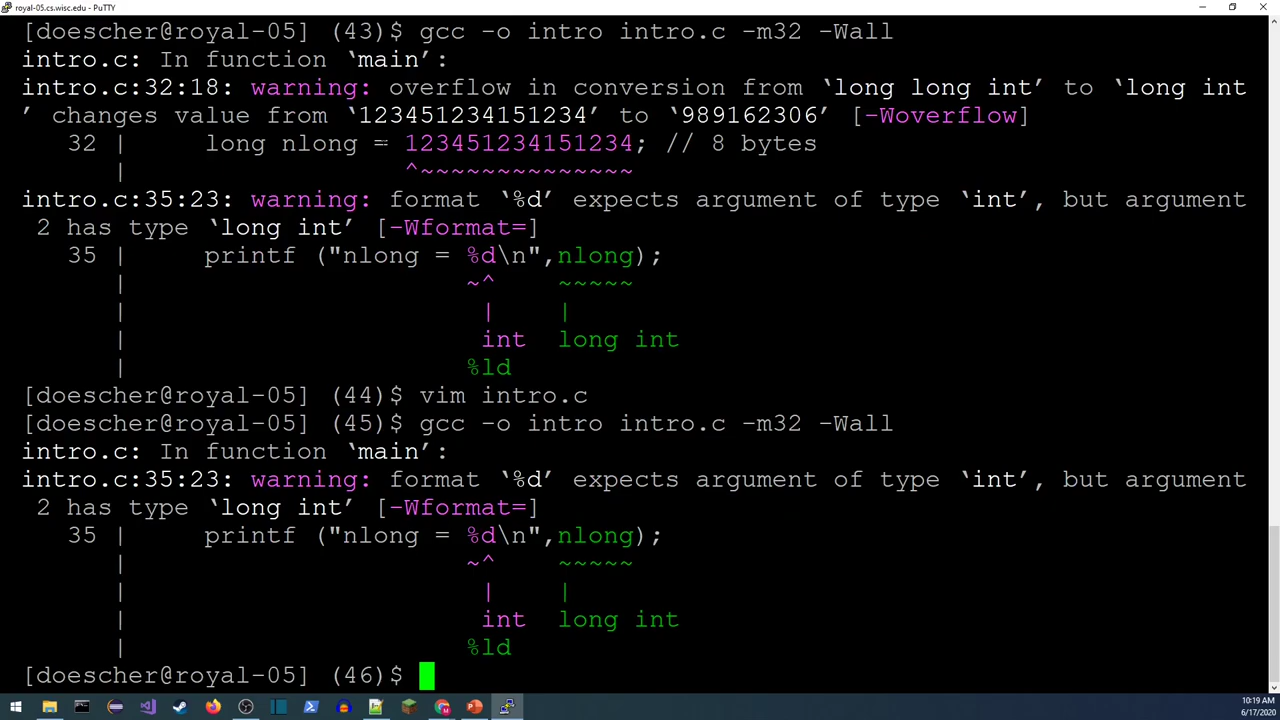 royal-05.cs.wisc.edu - PuTTY
[doescher@royal-05] (43)$ gcc -o intro intro.c -m32 -Wall
intro.c: In function ‘main’:
intro.c:32:18: warning: overflow in conversion from ‘long long int’ to ‘long int
’ changes value from ‘123451234151234’ to ‘989162306’ [-Woverflow]
32 |     long nlong = 123451234151234; // 8 bytes
|                  ^~~~~~~~~~~~~~~
intro.c:35:23: warning: format ‘%d’ expects argument of type ‘int’, but argument
2 has type ‘long int’ [-Wformat=]
35 |     printf ("nlong = %d\n",nlong);
|                      ~^    ~~~~~
|                       |    |
|                       int  long int
|                      %ld
[doescher@royal-05] (44)$ vim intro.c
[doescher@royal-05] (45)$ gcc -o intro intro.c -m32 -Wall
intro.c: In function ‘main’:
intro.c:35:23: warning: format ‘%d’ expects argument of type ‘int’, but argument
2 has type ‘long int’ [-Wformat=]
35 |     printf ("nlong = %d\n",nlong);
|                      ~^    ~~~~~
|                       |    |
|                       int  long int
|                      %ld
[doescher@royal-05] (46)$
10:19 AM
6/17/2020